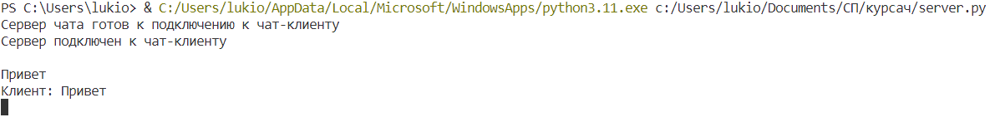 PS C:\Users\lukio> & C:/Users/lukio/AppData/Local/Microsoft/WindowsApps/python3.11.exe c:/Users/lukio/Documents/СП/курсач/server.py
Сервер чата готов к подключению к чат-клиенту
Сервер подключен к чат-клиенту
Привет
Клиент: Привет